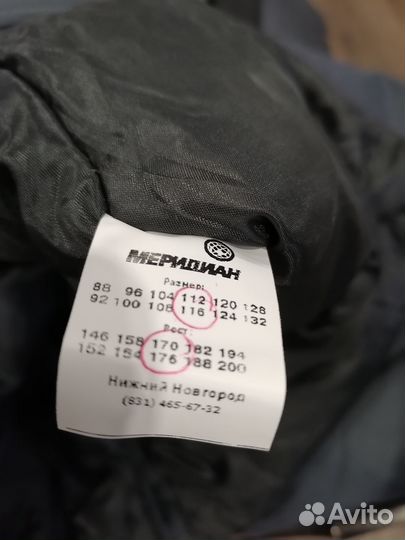 МЕРИДИАН
Размер:
88 96 104 112 120 128
92 100 108 116 124 132
Рост:
146 158 170 182 194
152 164 176 188 200
Нижний Новгород
(831) 465-67-32
Avito